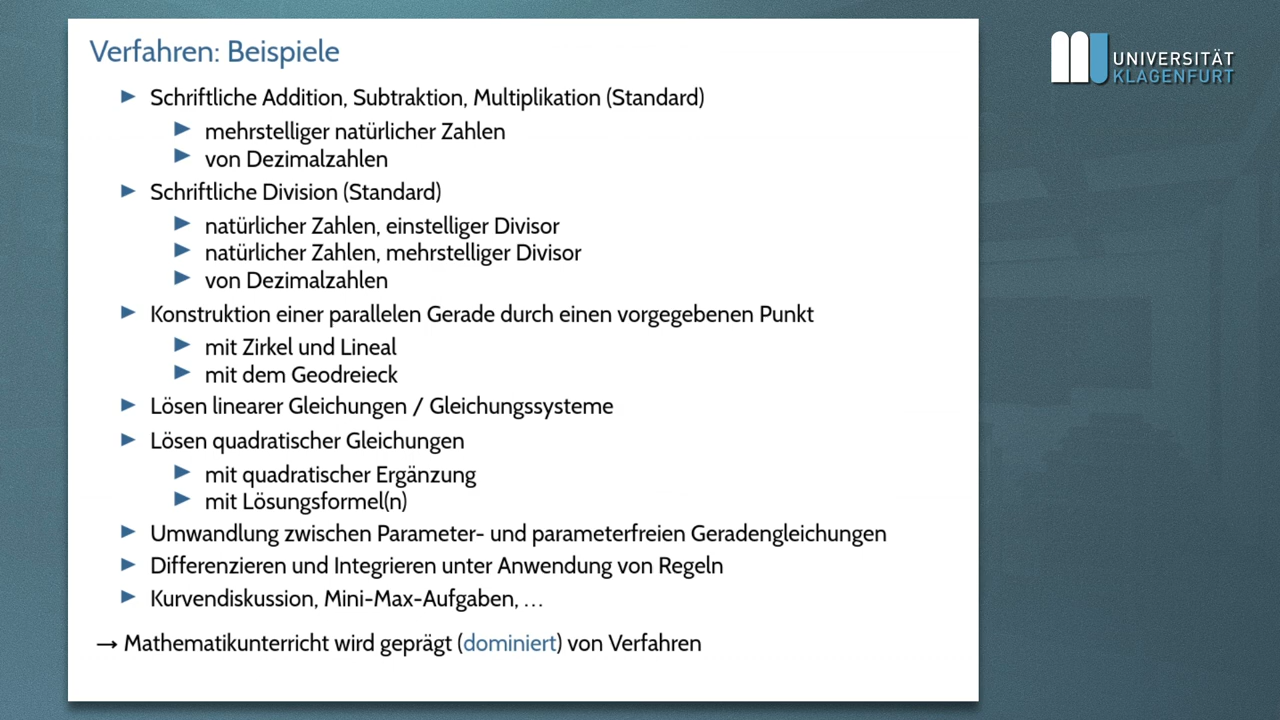 Verfahren: Beispiele
Schriftliche Addition, Subtraktion, Multiplikation (Standard)
mehrstelliger natürlicher Zahlen
von Dezimalzahlen
Schriftliche Division (Standard)
natürlicher Zahlen, einstelliger Divisor
natürlicher Zahlen, mehrstelliger Divisor
von Dezimalzahlen
Konstruktion einer parallelen Gerade durch einen vorgegebenen Punkt
mit Zirkel und Lineal
mit dem Geodreieck
Lösen linearer Gleichungen / Gleichungssysteme
Lösen quadratischer Gleichungen
mit quadratischer Ergänzung
mit Lösungsformel(n)
Umwandlung zwischen Parameter- und parameterfreien Geradengleichungen
Differenzieren und Integrieren unter Anwendung von Regeln
Kurvendiskussion, Mini-Max-Aufgaben, …
→ Mathematikunterricht wird geprägt (dominiert) von Verfahren
UNIVERSITÄT
KLAGENFURT